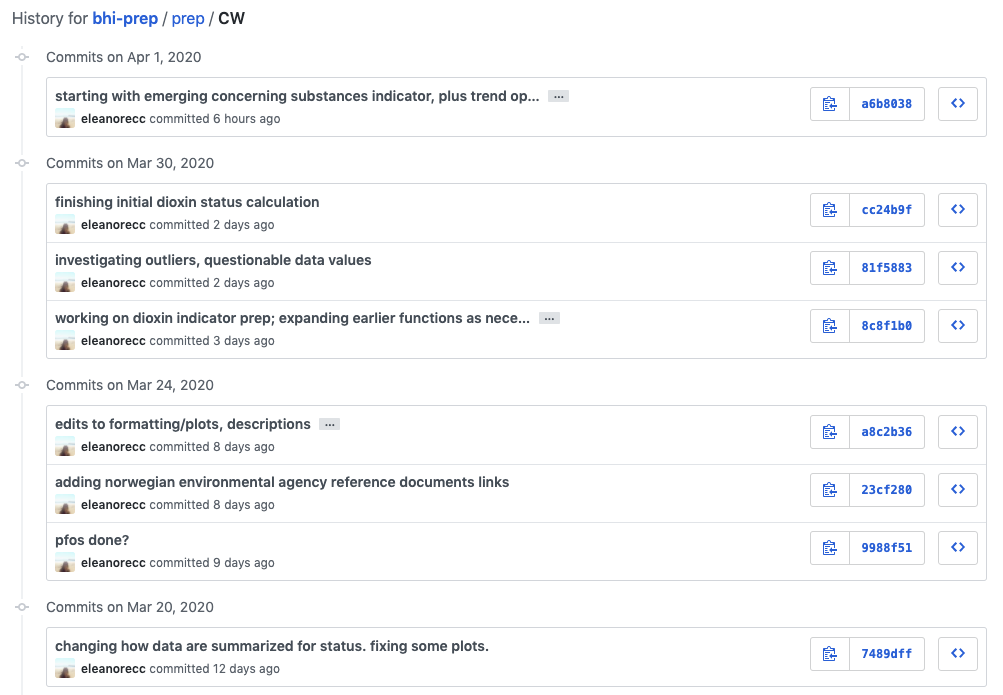 History for bhi-prep / prep / CW
Commits on Apr 1, 2020
starting with emerging concerning substances indicator, plus trend op... ...
eleanorecc committed 6 hours ago
a6b8038
Commits on Mar 30, 2020
finishing initial dioxin status calculation
eleanorecc committed 2 days ago
cc24b9f
investigating outliers, questionable data values
eleanorecc committed 2 days ago
81f5883
working on dioxin indicator prep; expanding earlier functions as nece... ...
eleanorecc committed 3 days ago
8c8f1b0
Commits on Mar 24, 2020
edits to formatting/plots, descriptions ...
eleanorecc committed 8 days ago
a8c2b36
adding norwegian environmental agency reference documents links
eleanorecc committed 8 days ago
23cf280
pfos done?
eleanorecc committed 9 days ago
9988f51
Commits on Mar 20, 2020
changing how data are summarized for status. fixing some plots.
eleanorecc committed 12 days ago
7489dff